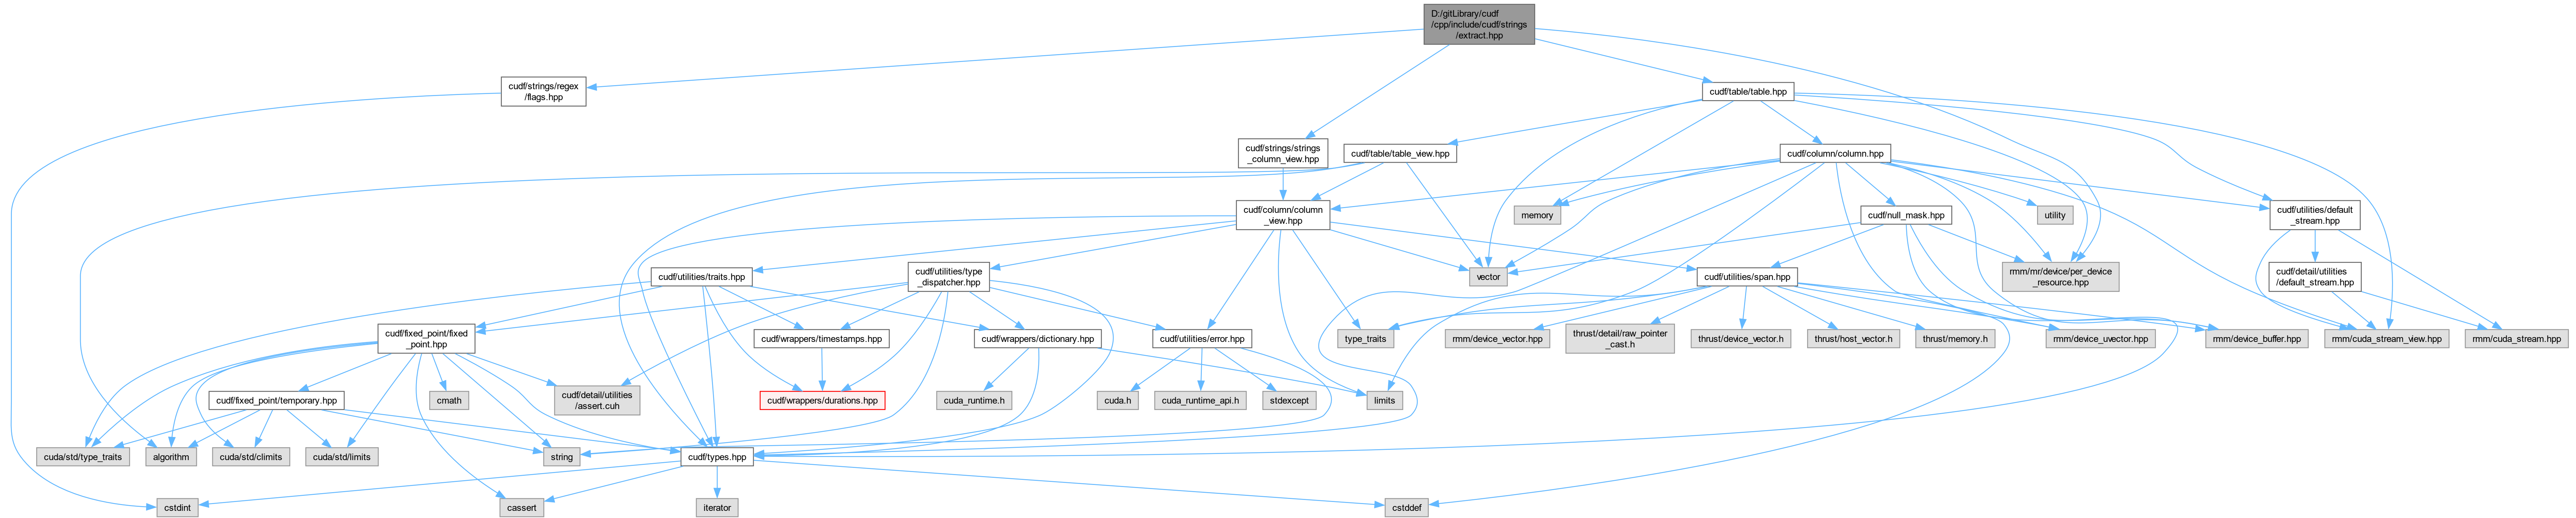 D:/gitLibrary/cudf
/cpp/include/cudf/strings
/extract.hpp
cudf/strings/regex
/flags.hpp
cudf/table/table.hpp
cudf/strings/strings
_column_view.hpp
cudf/table/table_view.hpp
cudf/column/column.hpp
cudf/column/column
_view.hpp
memory
cudf/null_mask.hpp
utility
cudf/utilities/default
_stream.hpp
cudf/utilities/traits.hpp
cudf/utilities/type
_dispatcher.hpp
vector
cudf/utilities/span.hpp
rmm/mr/device/per_device
_resource.hpp
cudf/detail/utilities
/default_stream.hpp
cudf/fixed_point/fixed
_point.hpp
cudf/wrappers/timestamps.hpp
cudf/wrappers/dictionary.hpp
cudf/utilities/error.hpp
type_traits
rmm/device_vector.hpp
thrust/detail/raw_pointer
_cast.h
thrust/device_vector.h
thrust/host_vector.h
thrust/memory.h
rmm/device_uvector.hpp
rmm/device_buffer.hpp
rmm/cuda_stream_view.hpp
rmm/cuda_stream.hpp
cudf/fixed_point/temporary.hpp
cmath
cudf/detail/utilities
/assert.cuh
cudf/wrappers/durations.hpp
cuda_runtime.h
cuda.h
cuda_runtime_api.h
stdexcept
limits
cuda/std/type_traits
algorithm
cuda/std/climits
cuda/std/limits
string
cudf/types.hpp
cstdint
cassert
iterator
cstddef